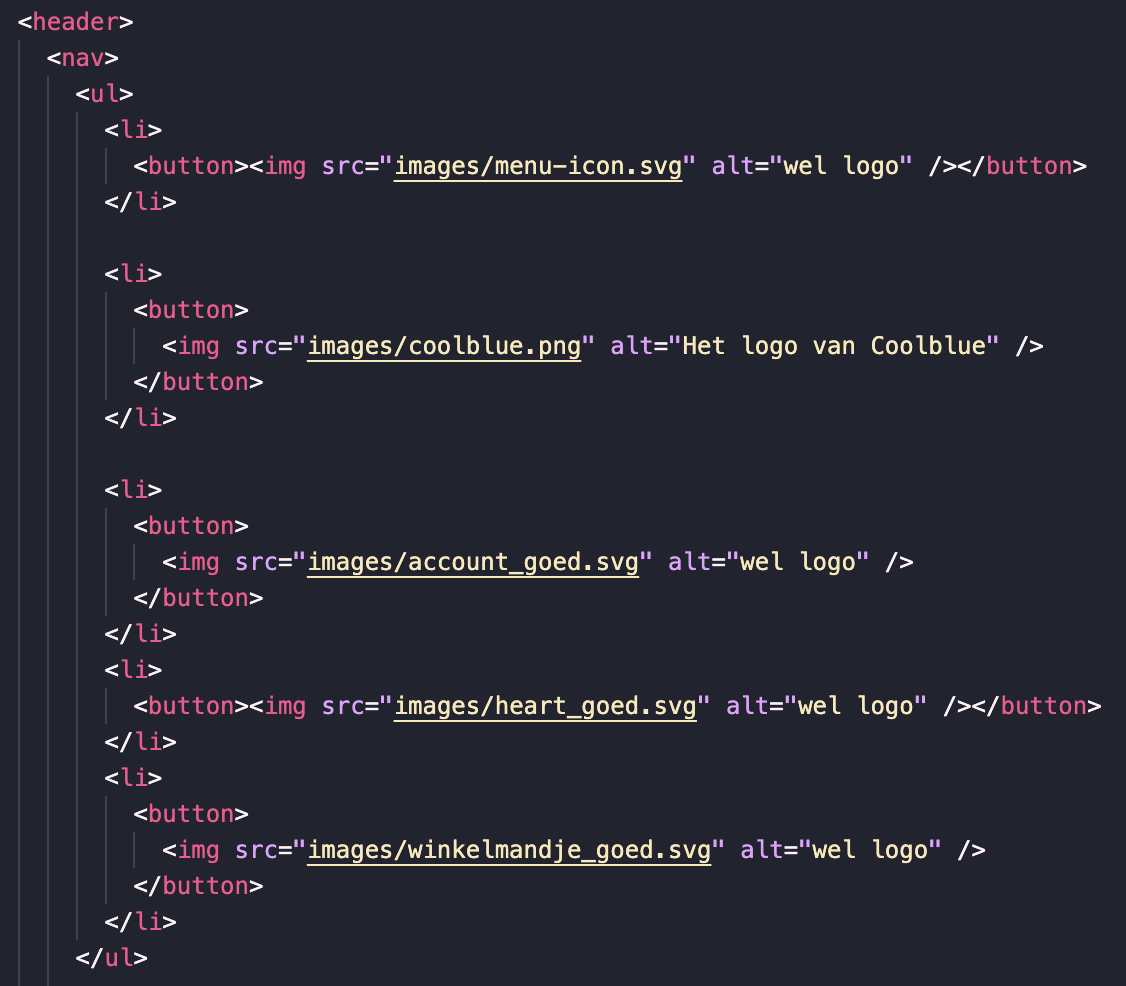 <header>
<nav>
<ul>
<li>
<button><img src="images/menu-icon.svg" alt="wel logo" /></button>
</li>
<li>
<button>
<img src="images/coolblue.png" alt="Het logo van Coolblue" />
</button>
</li>
<li>
<button>
<img src="images/account_goed.svg" alt="wel logo" />
</button>
</li>
<li>
<button><img src="images/heart_goed.svg" alt="wel logo" /></button>
</li>
<li>
<button>
<img src="images/winkelmandje_goed.svg" alt="wel logo" />
</button>
</li>
</ul>